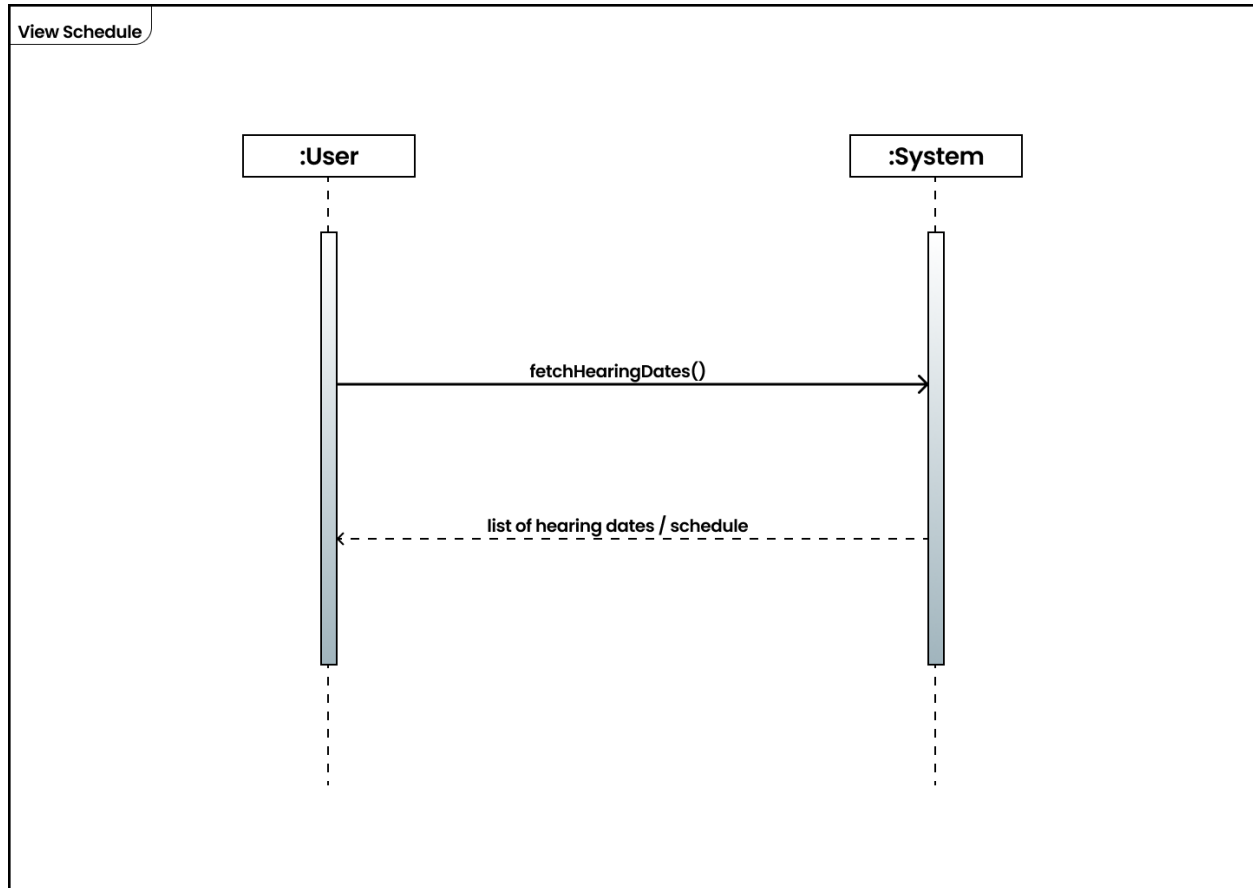 View Schedule
:User
:System
fetchHearingDates()
list of hearing dates / schedule